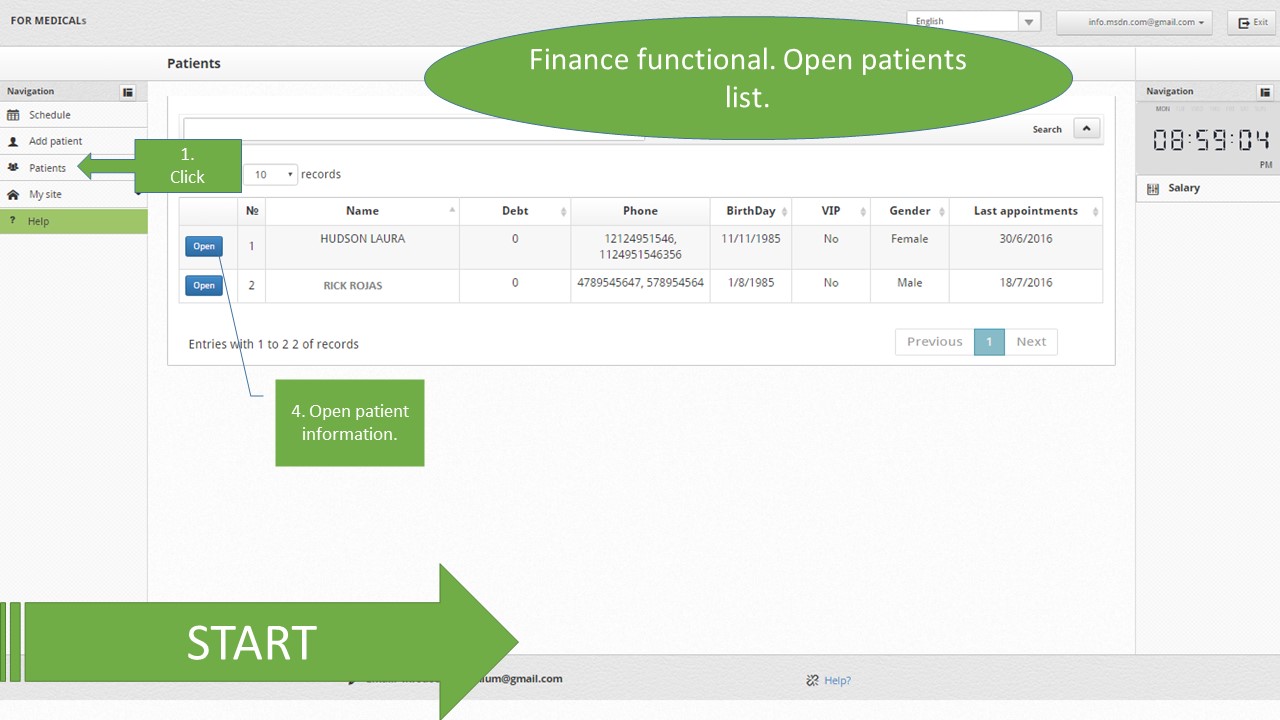 FOR MEDICALs
English
info.msdn.com@gmail.com
Exit
Finance functional. Open patients
list.
Patients
Navigation
Schedule
Add patient
Patients
My site
? Help
1.
Click
Search
10 records
№ Name Debt Phone BirthDay VIP Gender Last appointments
Open 1 HUDSON LAURA 0 12124951546, 11/11/1985 No Female 30/6/2016
1124951546356
Open 2 RICK ROJAS 0 4789545647, 578954564 1/8/1985 No Male 18/7/2016
Entries with 1 to 2 2 of records
Previous 1 Next
4. Open patient
information.
Navigation
MON
08:59:04
PM
Salary
START
@gmail.com
Help?